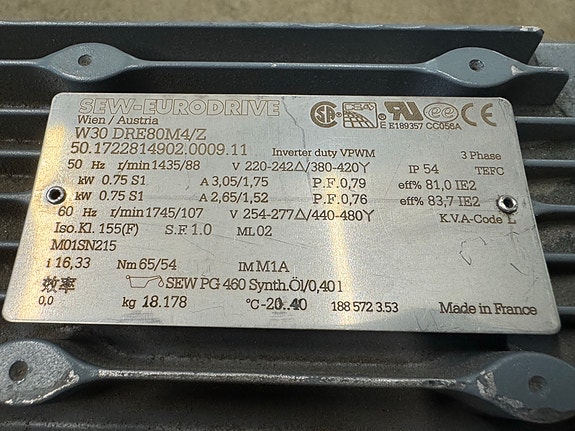 SEW-EURODRIVE
Wien / Austria
W30 DRE80M4/Z
50.1722814902.0009.11 Inverter duty VPWM 3 Phase
50 Hz r/min 1435/88 V 220-242△/380-420Y IP 54 TEFC
kW 0.75 S1 A 3,05/1,75 P.F. 0,79 eff% 81,0 IE2
kW 0.75 S1 A 2,65/1,52 P.F. 0,76 eff% 83,7 IE2
60 Hz r/min 1745/107 V 254-277△/440-480Y K.V.A-Code L
Iso.Kl. 155(F) S.F. 1.0 ML 02
M01SN215
i 16,33 Nm 65/54 IM M1A
效率 SEW PG 460 Synth.Öl/0,40 l
0,0 kg 18.178 °C -20..40 188 572 3.53 Made in France
SA
EEV
UR
E189357 CC056A
CE